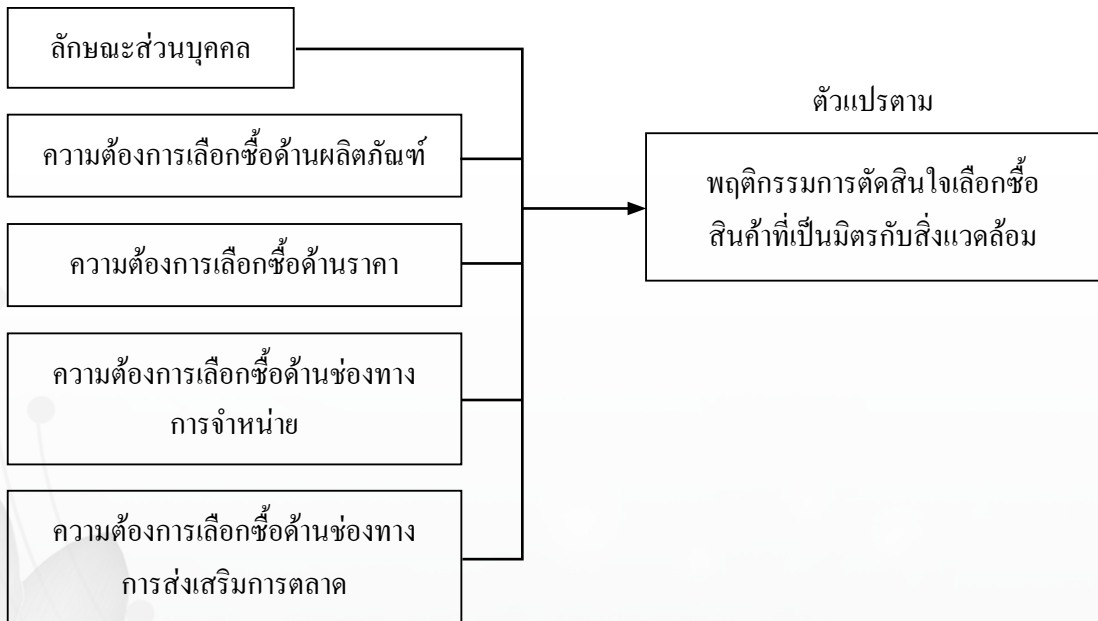 ลักษณะส่วนบุคคล
ความต้องการเลือกซื้อด้านผลิตภัณฑ์
ความต้องการเลือกซื้อด้านราคา
ความต้องการเลือกซื้อด้านช่องทาง
การจำหน่าย
ความต้องการเลือกซื้อด้านช่องทาง
การส่งเสริมการตลาด
ตัวแปรตาม
พฤติกรรมการตัดสินใจเลือกซื้อ
สินค้าที่เป็นมิตรกับสิ่งแวดล้อม